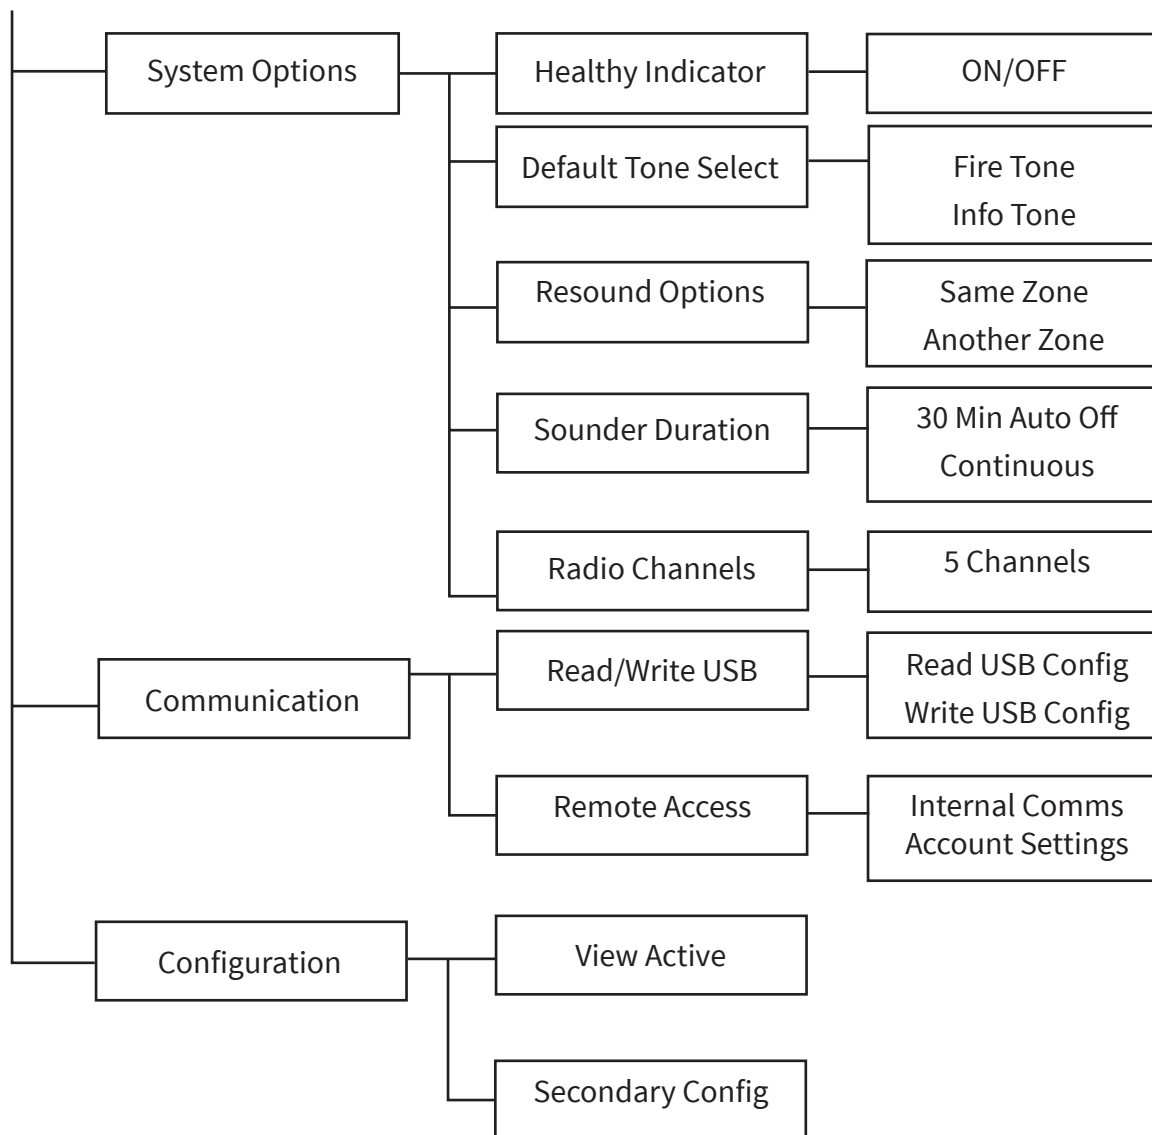 System Options
Healthy Indicator
ON/OFF
Default Tone Select
Fire Tone
Info Tone
Resound Options
Same Zone
Another Zone
Sounder Duration
30 Min Auto Off
Continuous
Radio Channels
5 Channels
Communication
Read/Write USB
Read USB Config
Write USB Config
Remote Access
Internal Comms
Account Settings
Configuration
View Active
Secondary Config